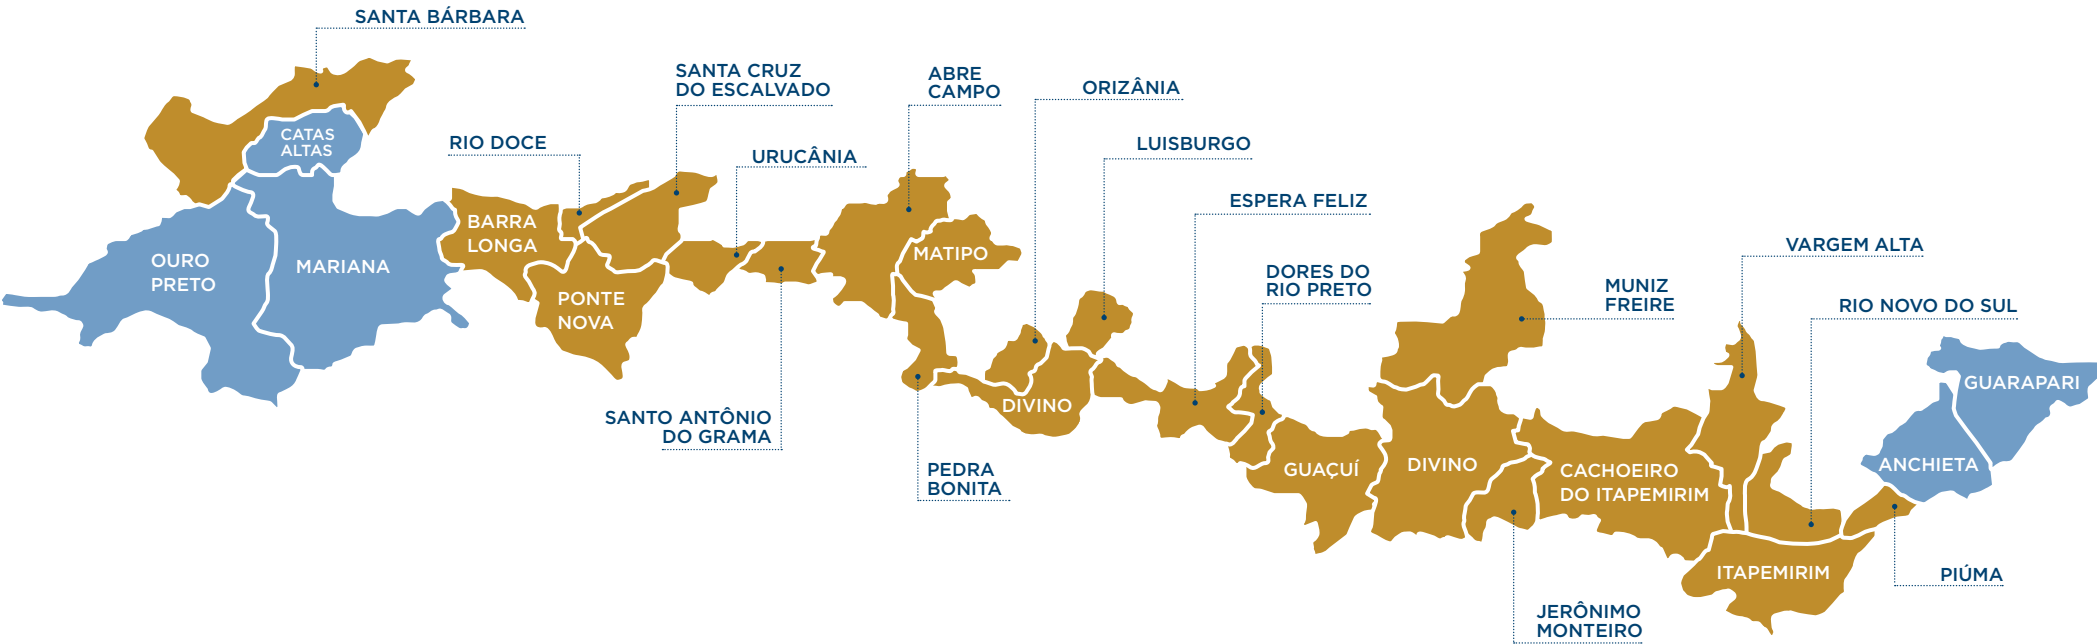 SANTA BÁRBARA
CATAS
ALTAS
OURO
PRETO
MARIANA
RIO DOCE
BARRA
LONGA
SANTA CRUZ
DO ESCALVADO
PONTE
NOVA
URUCÂNIA
SANTO ANTÔNIO
DO GRAMA
ABRE
CAMPO
MATIPO
PEDRA
BONITA
ORIZÂNIA
DIVINO
LUISBURGO
ESPERA FELIZ
DORES DO
RIO PRETO
GUAÇUÍ
DIVINO
MUNIZ
FREIRE
JERÔNIMO
MONTEIRO
CACHOEIRO
DO ITAPEMIRIM
VARGEM ALTA
RIO NOVO DO SUL
ITAPEMIRIM
PIÚMA
ANCHIETA
GUARAPARI